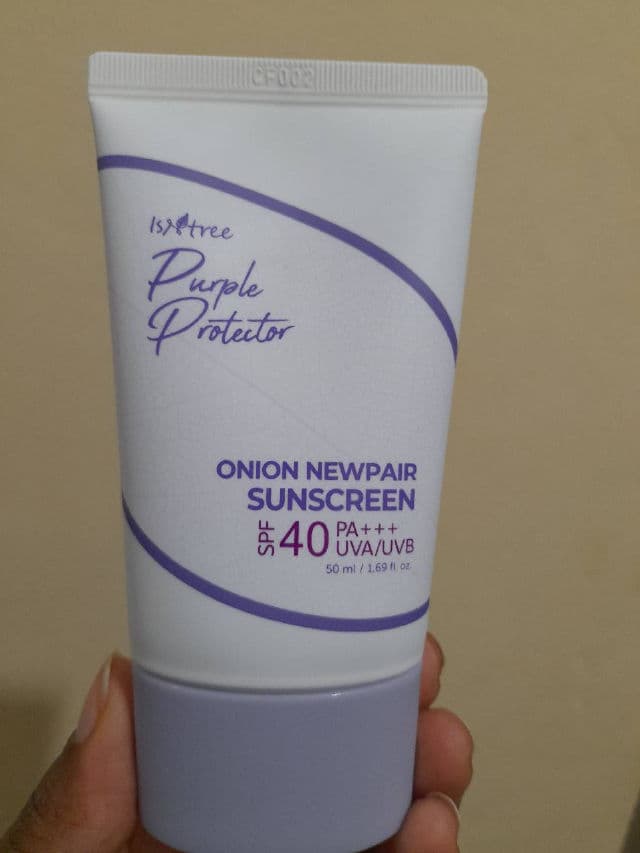 CF002
Isntree
Purple
Protector
ONION NEWPAIR
SUNSCREEN
SPF 40 PA+++
UVA/UVB
50 ml / 1.69 fl. oz.